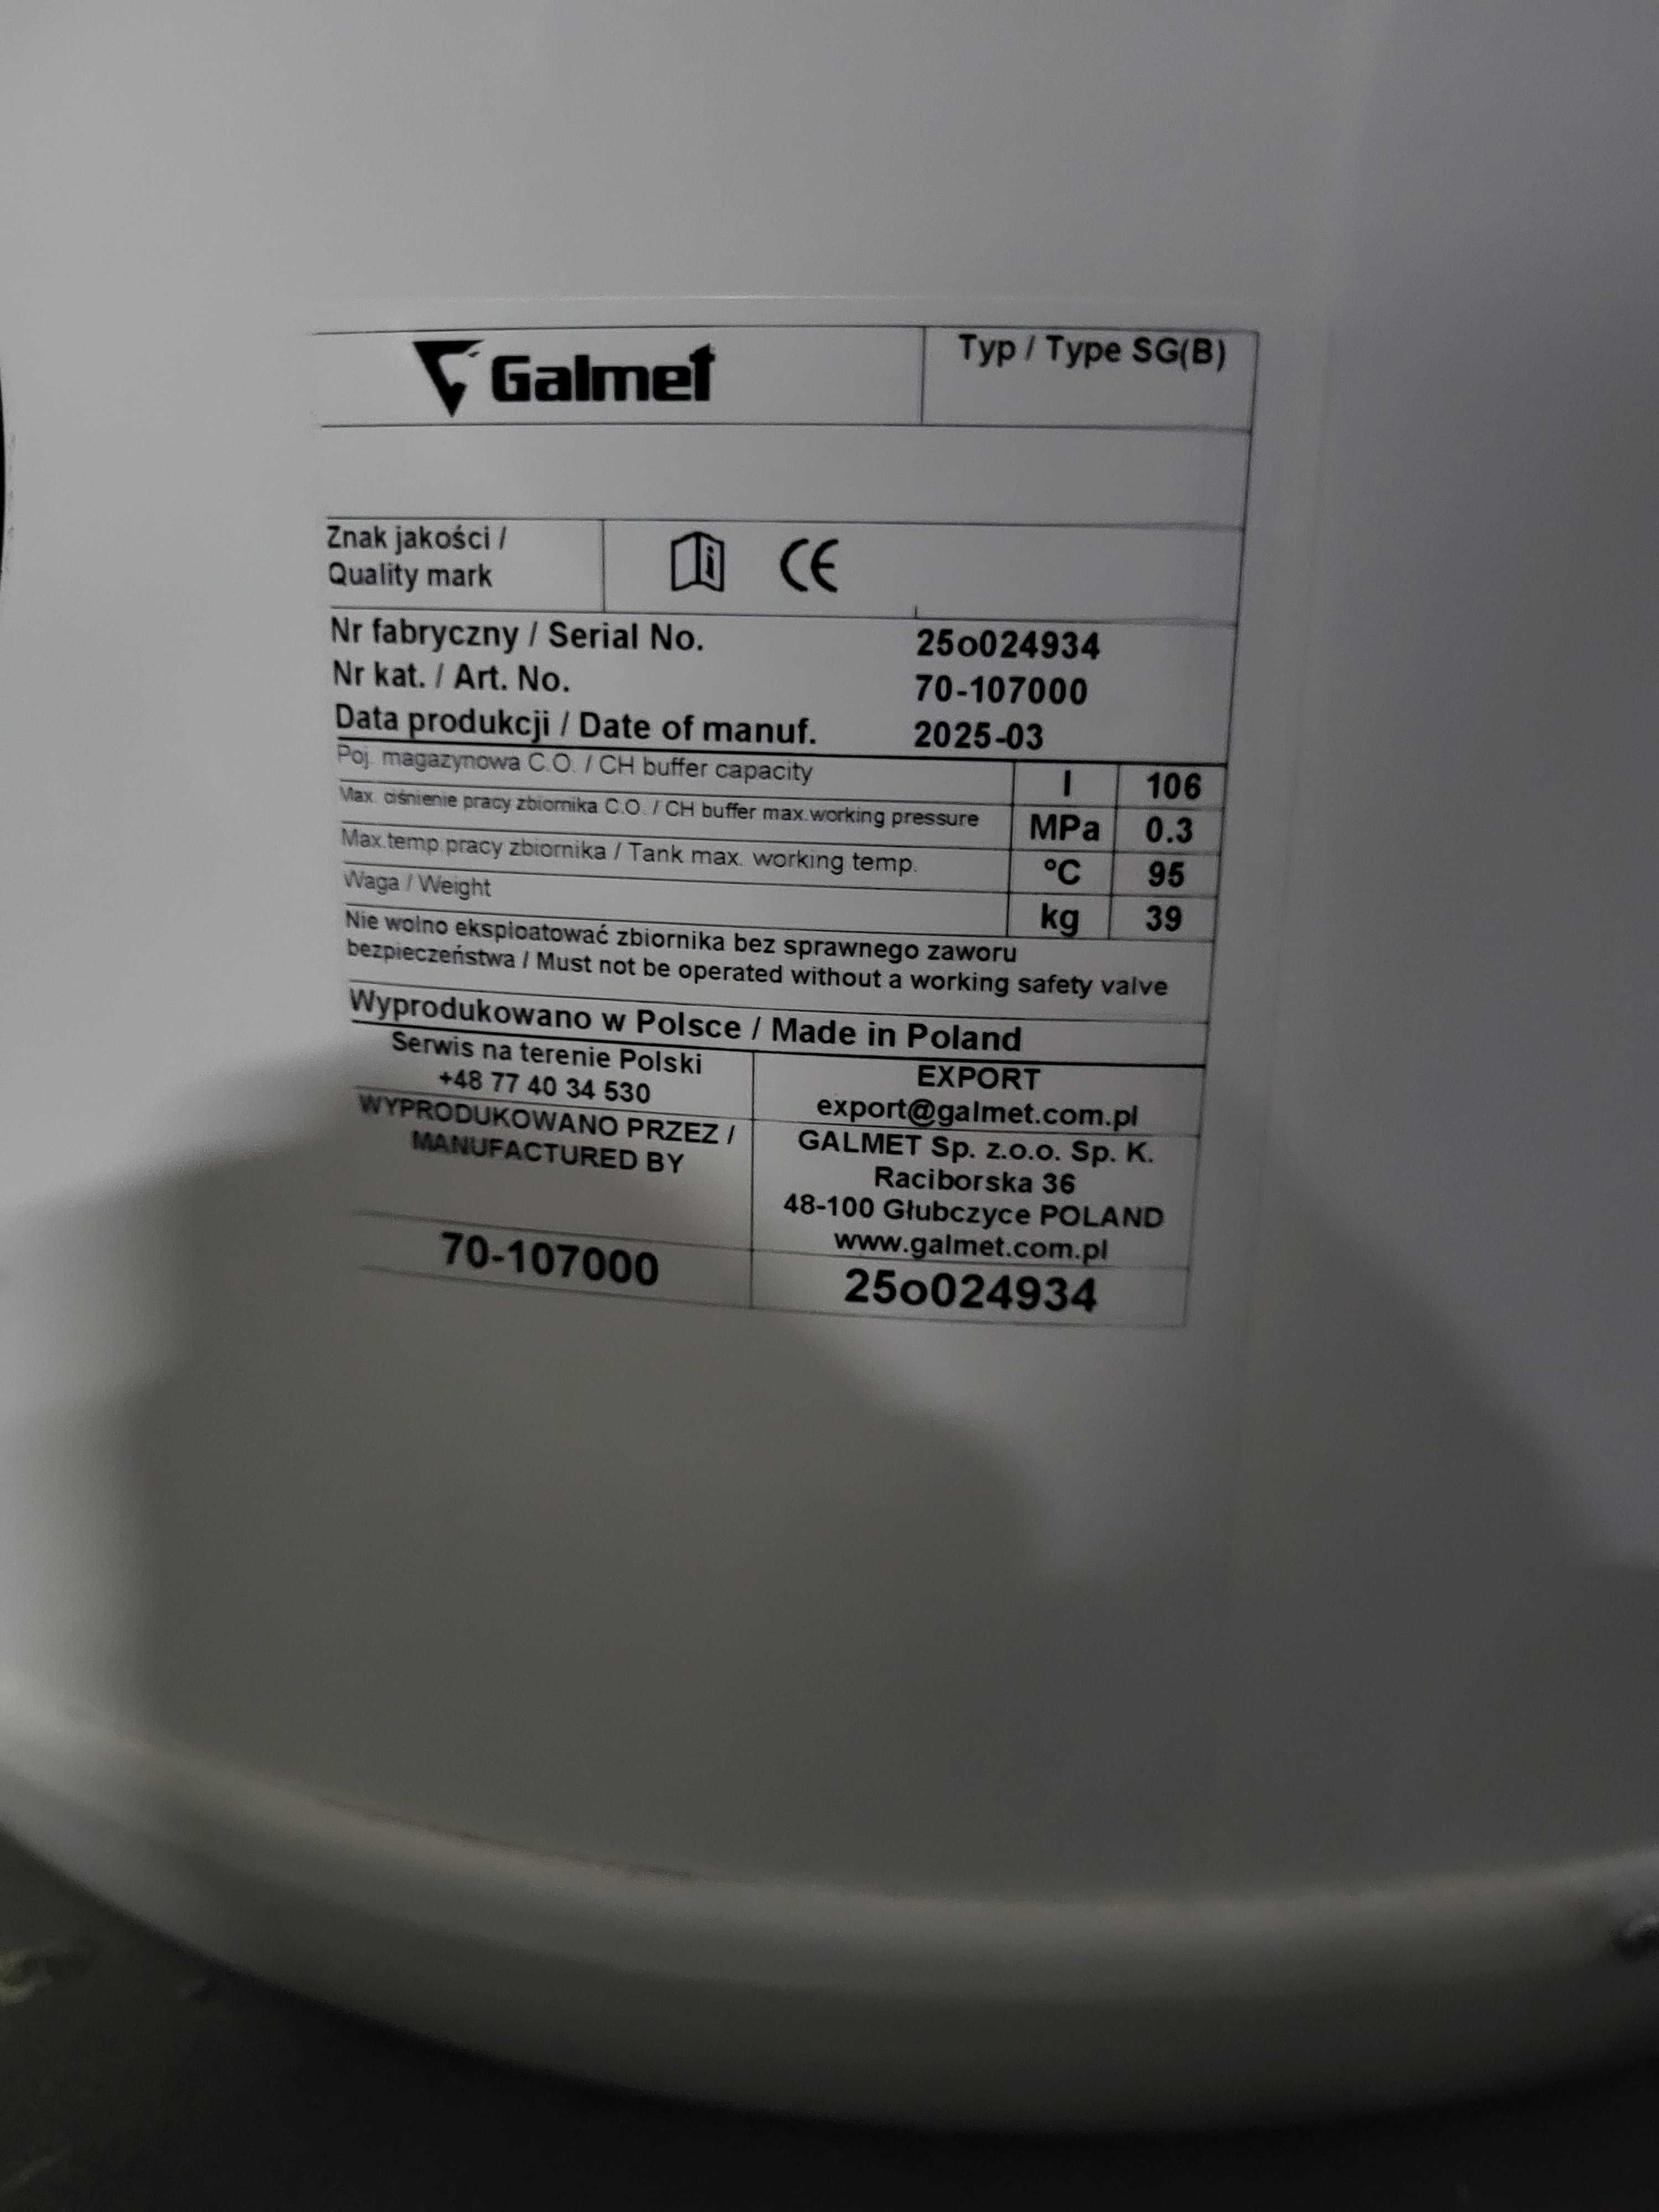 Galmet
Typ / Type SG(B)
Znak jakości /
Quality mark
i CE
Nr fabryczny / Serial No. 25o024934
Nr kat. / Art. No. 70-107000
Data produkcji / Date of manuf. 2025-03
Poj. magazynowa C.O. / CH buffer capacity l 106
Max. ciśnienie pracy zbiornika C.O. / CH buffer max.working pressure MPa 0.3
Max.temp.pracy zbiornika / Tank max. working temp. °C 95
Waga / Weight kg 39
Nie wolno eksploatować zbiornika bez sprawnego zaworu
bezpieczeństwa / Must not be operated without a working safety valve
Wyprodukowano w Polsce / Made in Poland
Serwis na terenie Polski
+48 77 40 34 530
EXPORT
export@galmet.com.pl
WYPRODUKOWANO PRZEZ /
MANUFACTURED BY
GALMET Sp. z.o.o. Sp. K.
Raciborska 36
48-100 Głubczyce POLAND
www.galmet.com.pl
70-107000
25o024934